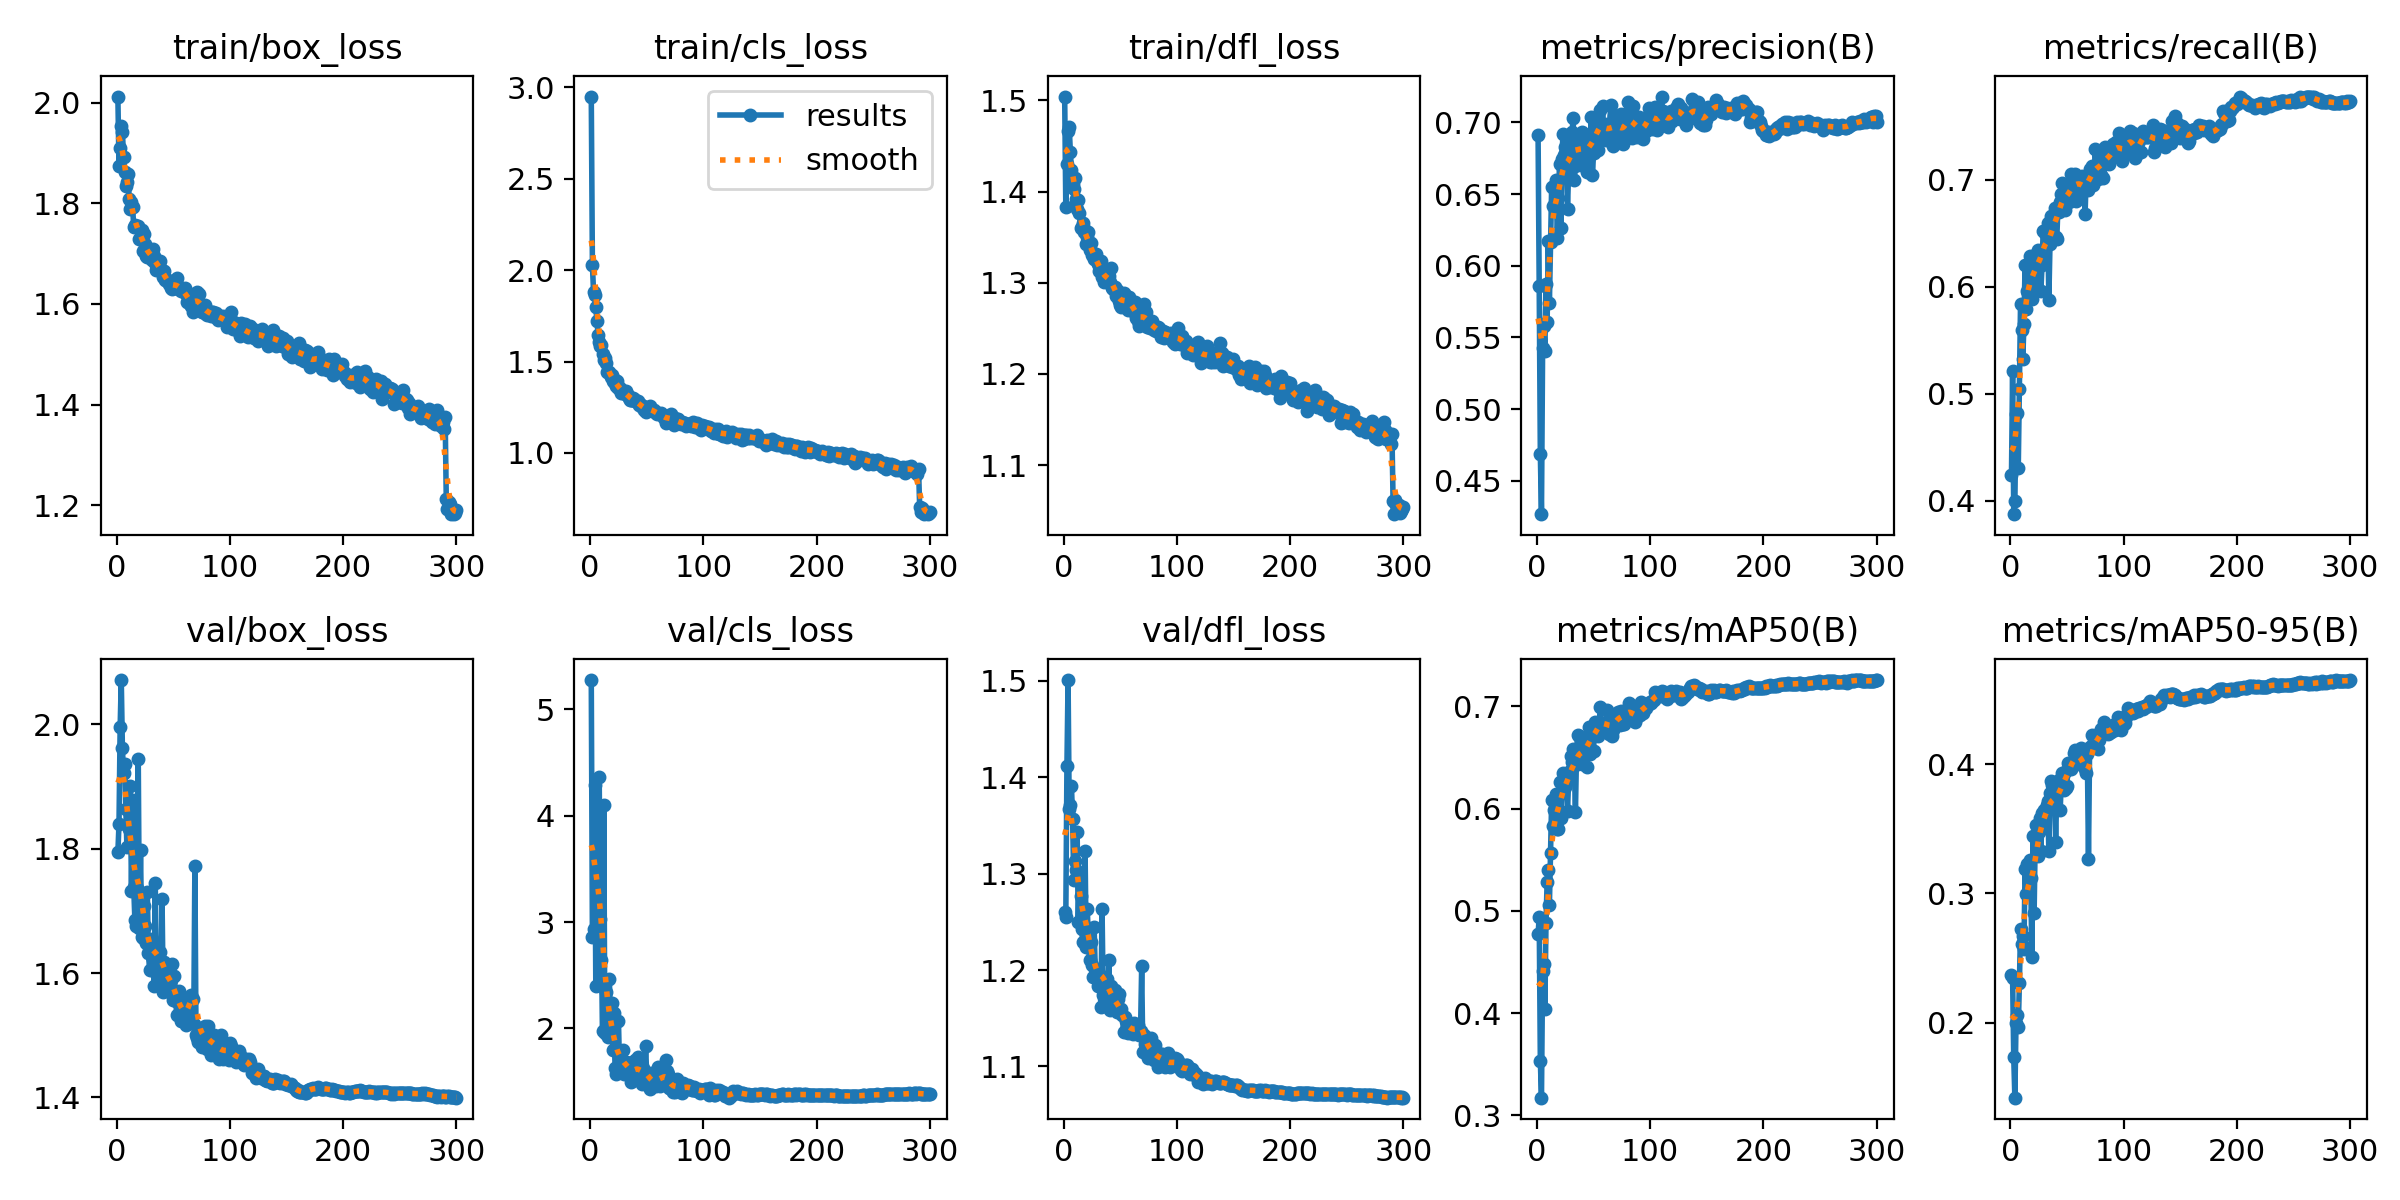 train/box_loss
2.0
1.8
1.6
1.4
1.2
0 100 200 300
train/cls_loss
results
smooth
3.0
2.5
2.0
1.5
1.0
0 100 200 300
train/dfl_loss
1.5
1.4
1.3
1.2
1.1
0 100 200 300
metrics/precision(B)
0.70
0.65
0.60
0.55
0.50
0.45
0 100 200 300
metrics/recall(B)
0.7
0.6
0.5
0.4
0 100 200 300
val/box_loss
2.0
1.8
1.6
1.4
0 100 200 300
val/cls_loss
5
4
3
2
0 100 200 300
val/dfl_loss
1.5
1.4
1.3
1.2
1.1
0 100 200 300
metrics/mAP50(B)
0.7
0.6
0.5
0.4
0.3
0 100 200 300
metrics/mAP50-95(B)
0.4
0.3
0.2
0 100 200 300